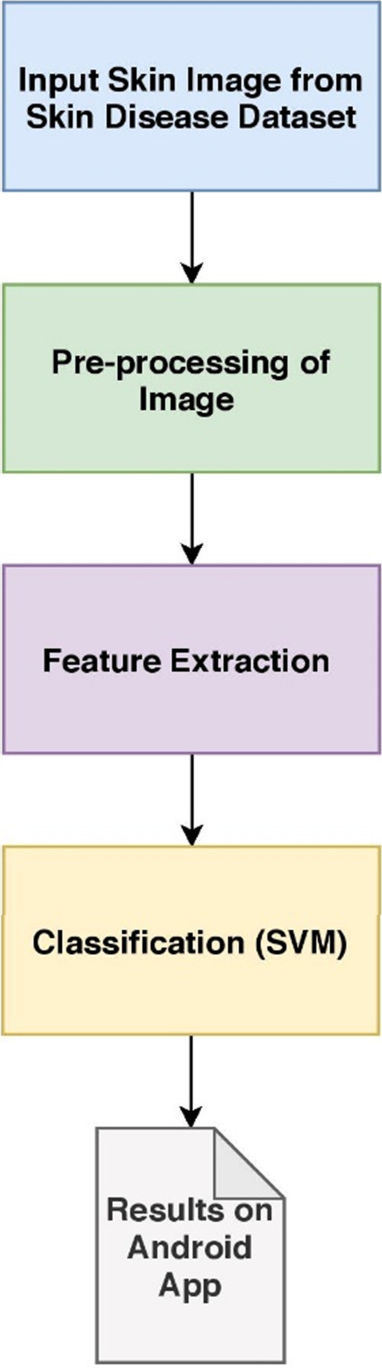 Input Skin Image from
Skin Disease Dataset
Pre-processing of
Image
Feature Extraction
Classification (SVM)
Results on
Android
App